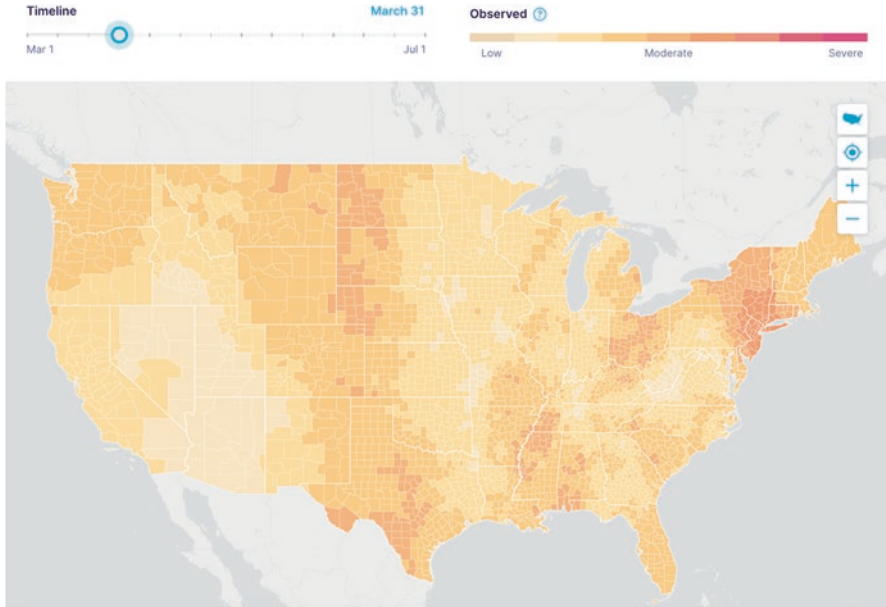 Timeline
March 31
Mar 1
Jul 1
Observed ?
Low
Moderate
Severe
+
−